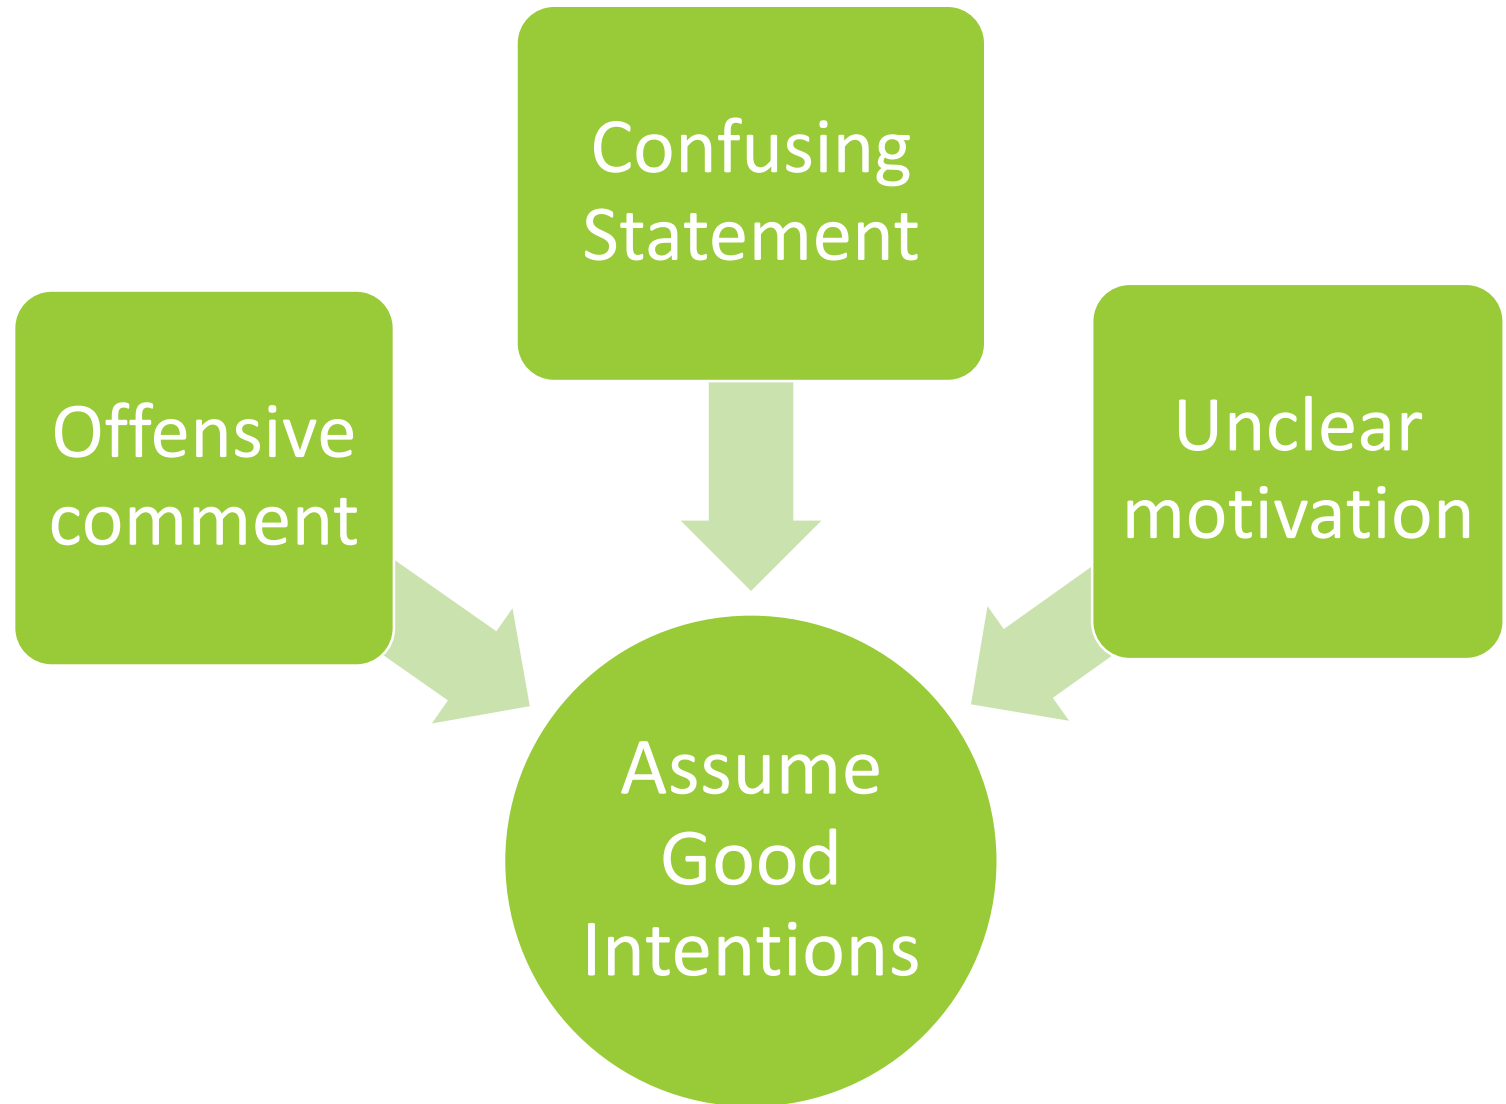 Confusing
Statement
Offensive
comment
Unclear
motivation
Assume
Good
Intentions